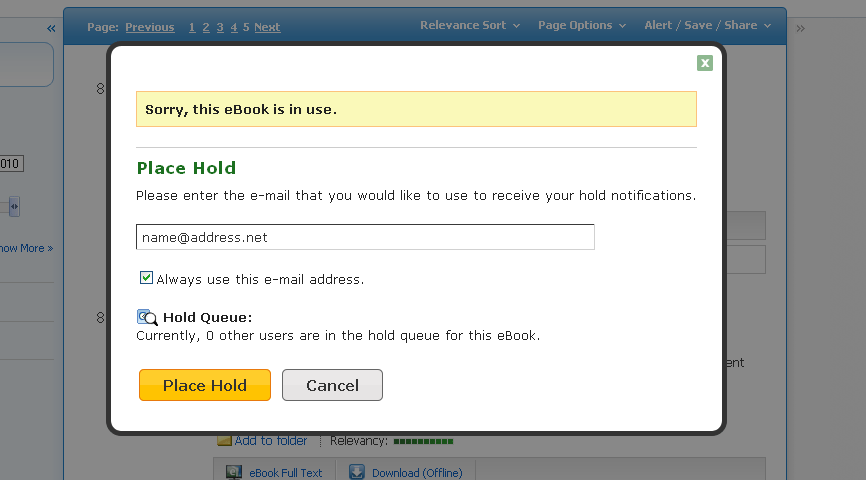 Page: Previous 1 2 3 4 5 Next Relevance Sort Page Options Alert / Save / Share
«
»
8
Sorry, this eBook is in use.
010
Place Hold
Please enter the e-mail that you would like to use to receive your hold notifications.
name@address.net
how More »
Always use this e-mail address.
8
Hold Queue:
Currently, 0 other users are in the hold queue for this eBook.
ent
Place Hold Cancel
Add to folder Relevancy:
eBook Full Text Download (Offline)